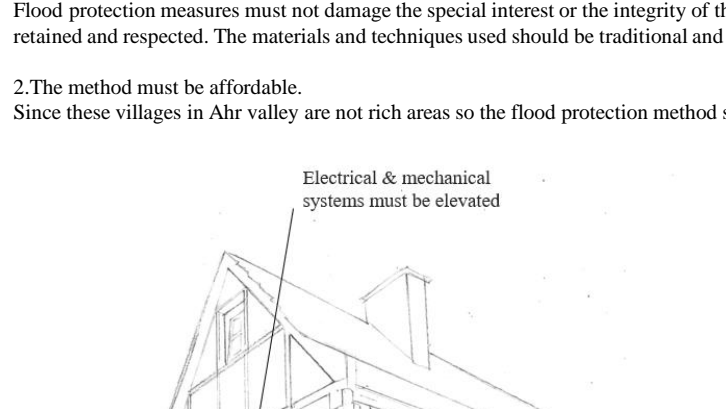 Flood protection measures must not damage the special interest or the integrity of
retained and respected. The materials and techniques used should be traditional and
2.The method must be affordable.
Since these villages in Ahr valley are not rich areas so the flood protection method
Electrical & mechanical
systems must be elevated